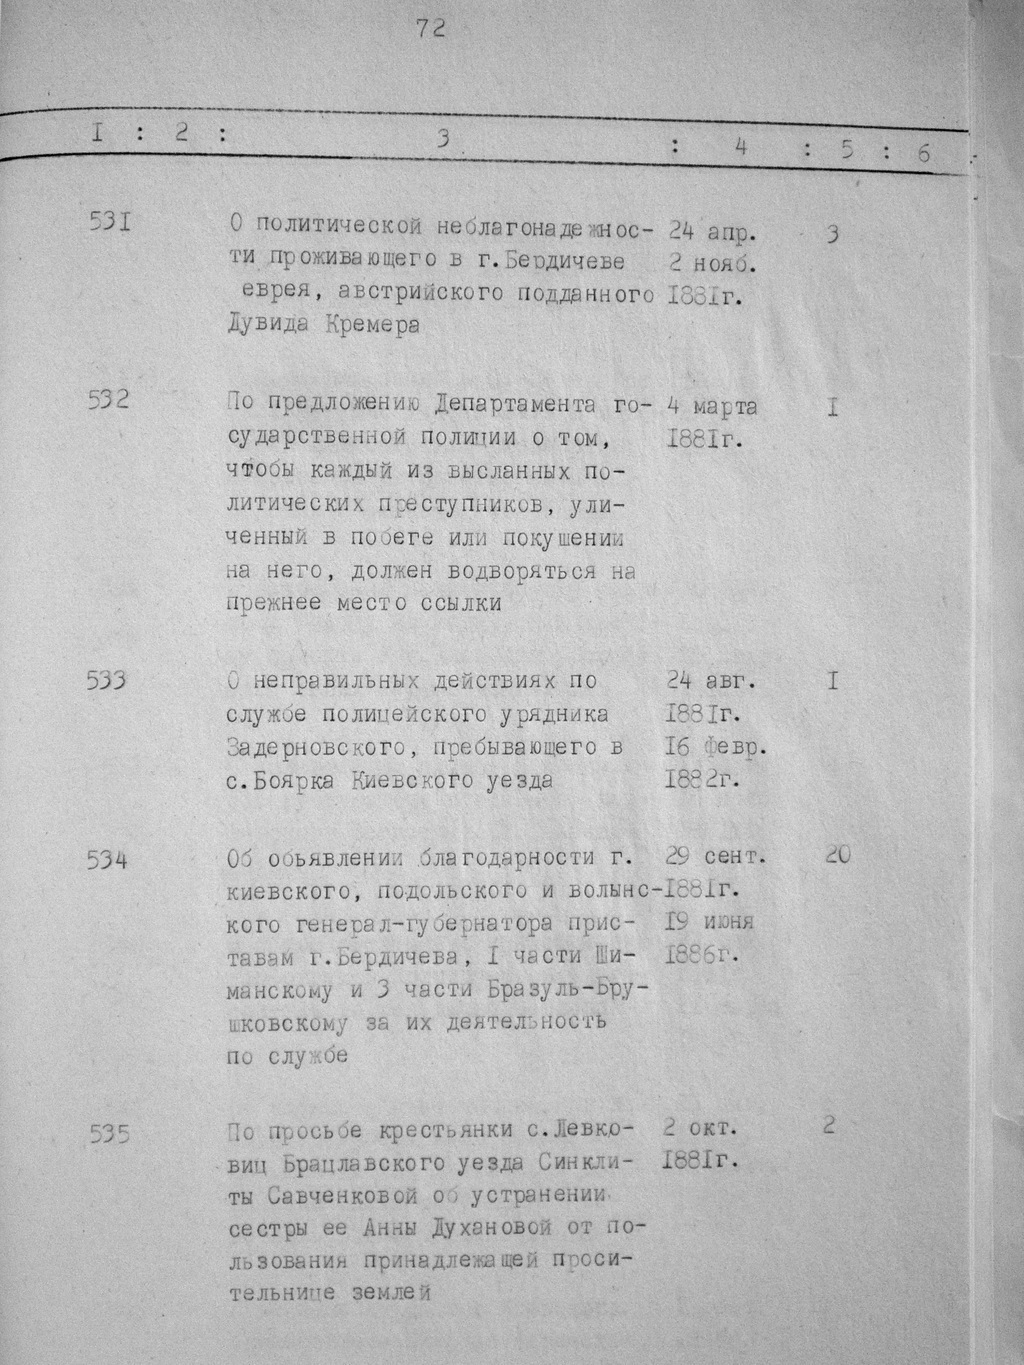 72
I : 2 : 3 : 4 : 5 : 6
531 О политической неблагонадежнос- 24 апр. 3
ти проживающего в г.Бердичеве 2 нояб.
еврея, австрийского подданного 1881г.
Дувида Кремера
532 По предложению Департамента го- 4 марта I
сударственной полиции о том, 1881г.
чтобы каждый из высланных по-
литических преступников, ули-
ченный в побеге или покушении
на него, должен водворяться на
прежнее место ссылки
533 О неправильных действиях по 24 авг. I
службе полицейского урядника 1881г.
Задерновского, пребывающего в 16 февр.
с.Боярка Киевского уезда 1882г.
534 Об обьявлении благодарности г. 29 сент. 20
киевского, подольского и волынс- 1881г.
кого генерал-губернатора прис- 19 июня
тавам г.Бердичева, I части Ши- 1886г.
манскому и 3 части Бразуль-Бру-
шковскому за их деятельность
по службе
535 По просьбе крестьянки с.Левко- 2 окт. 2
виц Брацлавского уезда Синкли- 1881г.
ты Савченковой об устранении
сестры ее Анны Духановой от по-
льзования принадлежащей проси-
тельнице землей